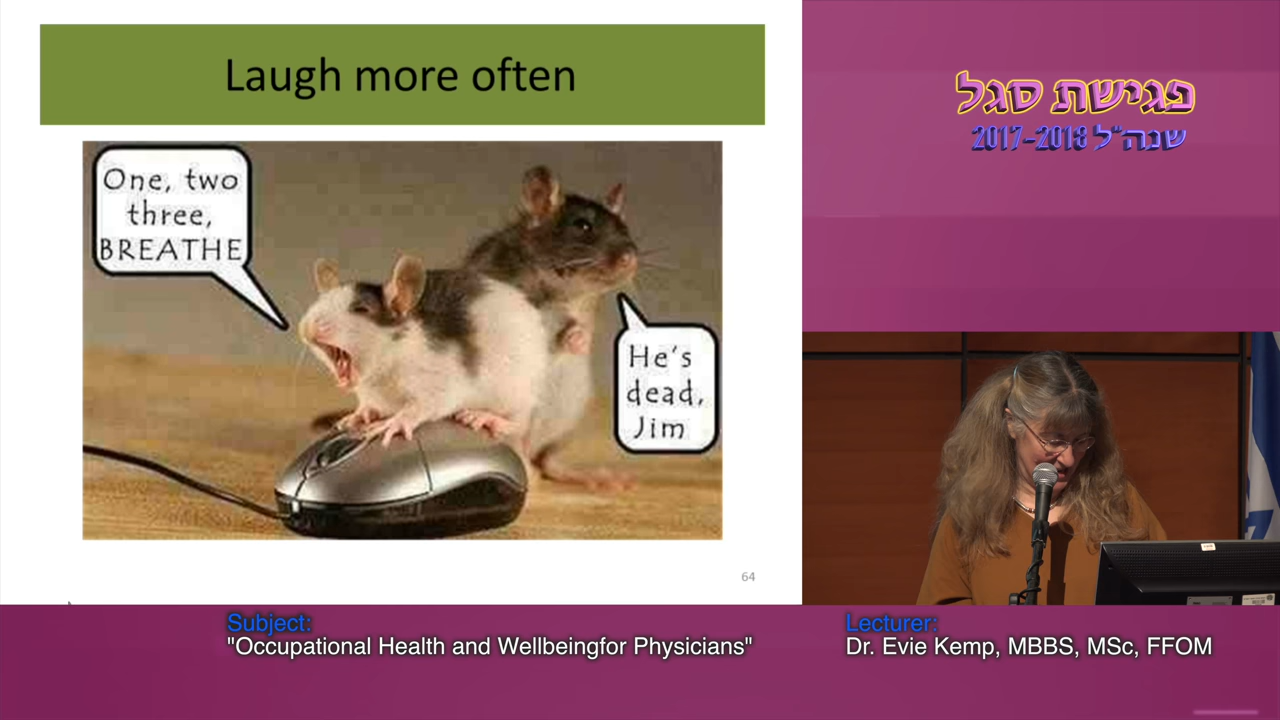 Laugh more often
One, two
three,
BREATHE
He's
dead,
Jim
64
פגישת סגל
שנה"ל 2017-2018
Subject:
"Occupational Health and Wellbeingfor Physicians"
Lecturer:
Dr. Evie Kemp, MBBS, MSc, FFOM